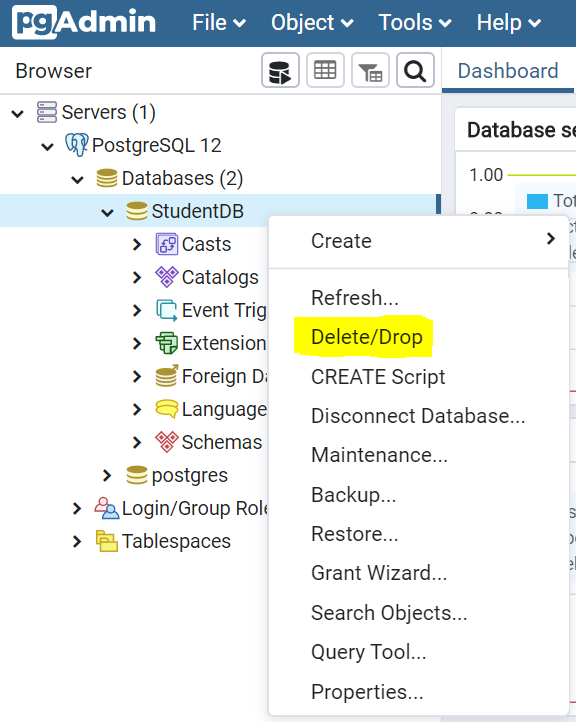 pgAdmin File Object Tools Help
Browser Dashboard
Servers (1)
PostgreSQL 12
Databases (2)
StudentDB
Casts
Catalogs
Event Trig
Extension
Foreign Da
Language
Schemas
postgres
Login/Group Role
Tablespaces
Create
Refresh...
Delete/Drop
CREATE Script
Disconnect Database...
Maintenance...
Backup...
Restore...
Grant Wizard...
Search Objects...
Query Tool...
Properties...
Database se
1.00
Tot